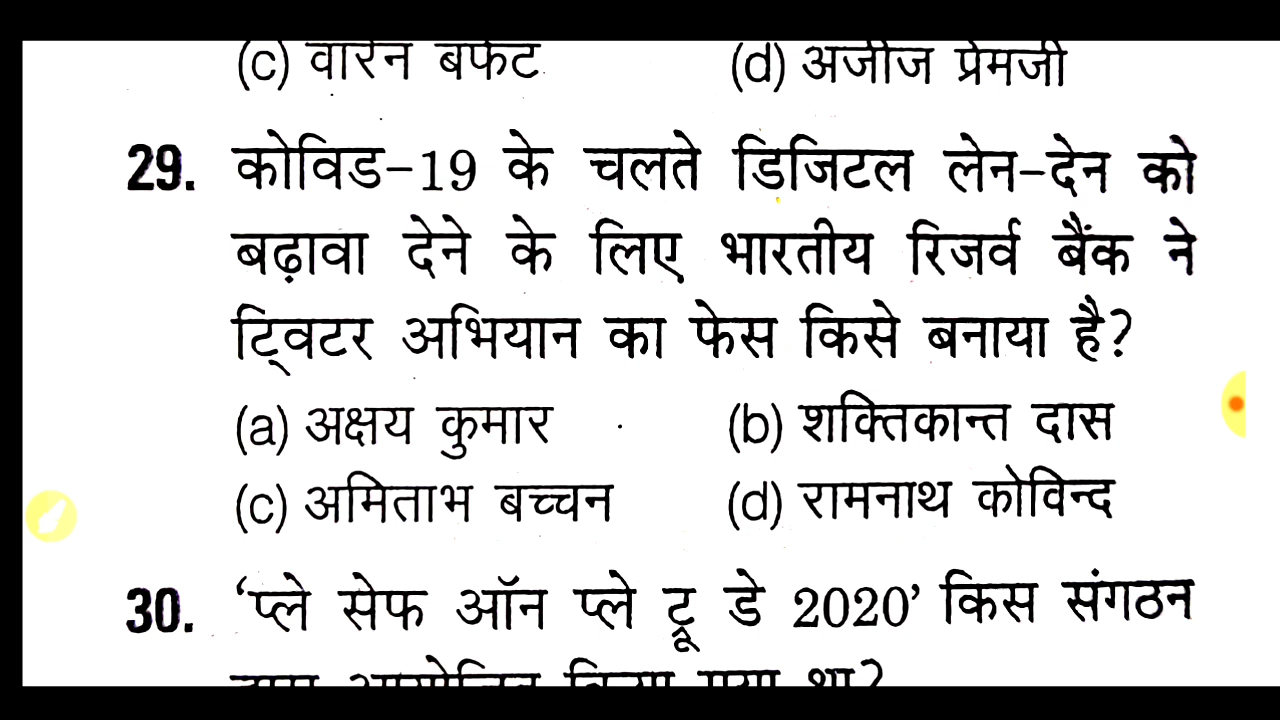 (c) वारेन बफेट (d) अजीज प्रेमजी
29. कोविड-19 के चलते डिजिटल लेन-देन को
बढ़ावा देने के लिए भारतीय रिजर्व बैंक ने
ट्विटर अभियान का फेस किसे बनाया है?
(a) अक्षय कुमार (b) शक्तिकान्त दास
(c) अमिताभ बच्चन (d) रामनाथ कोविन्द
30. ‘प्ले सेफ ऑन प्ले ट्रू डे 2020’ किस संगठन